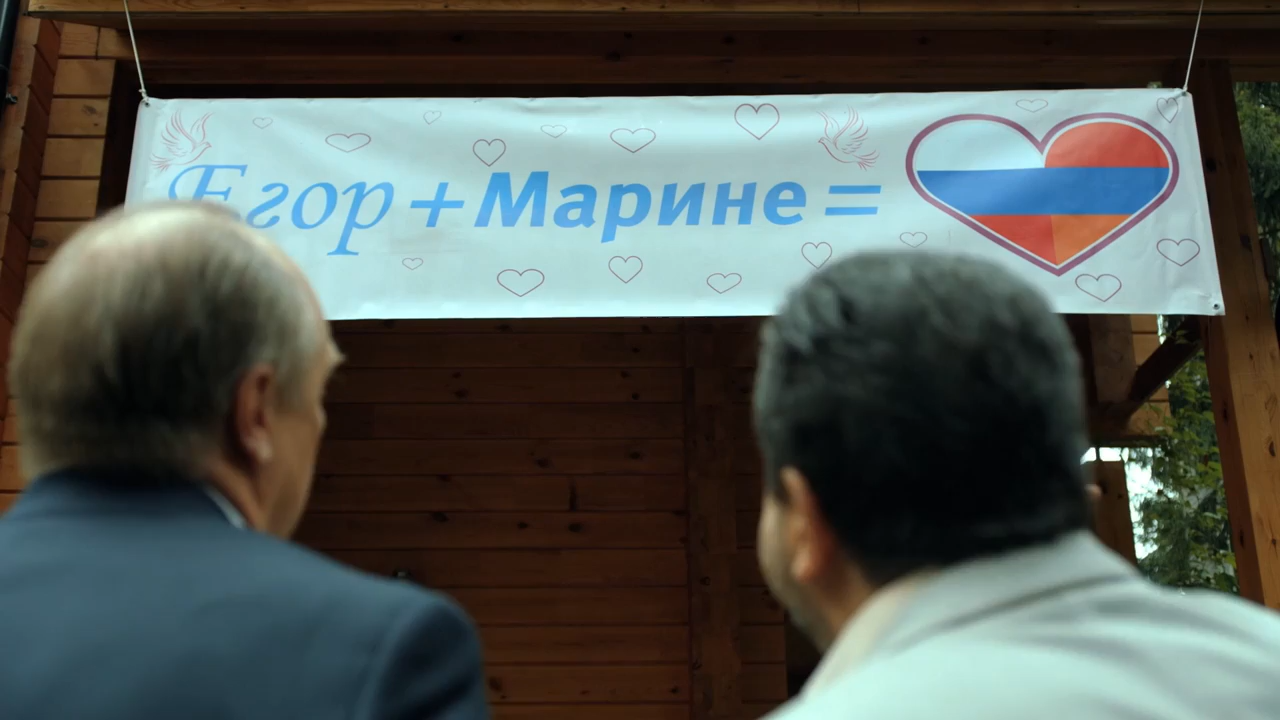 Егор + Марине =